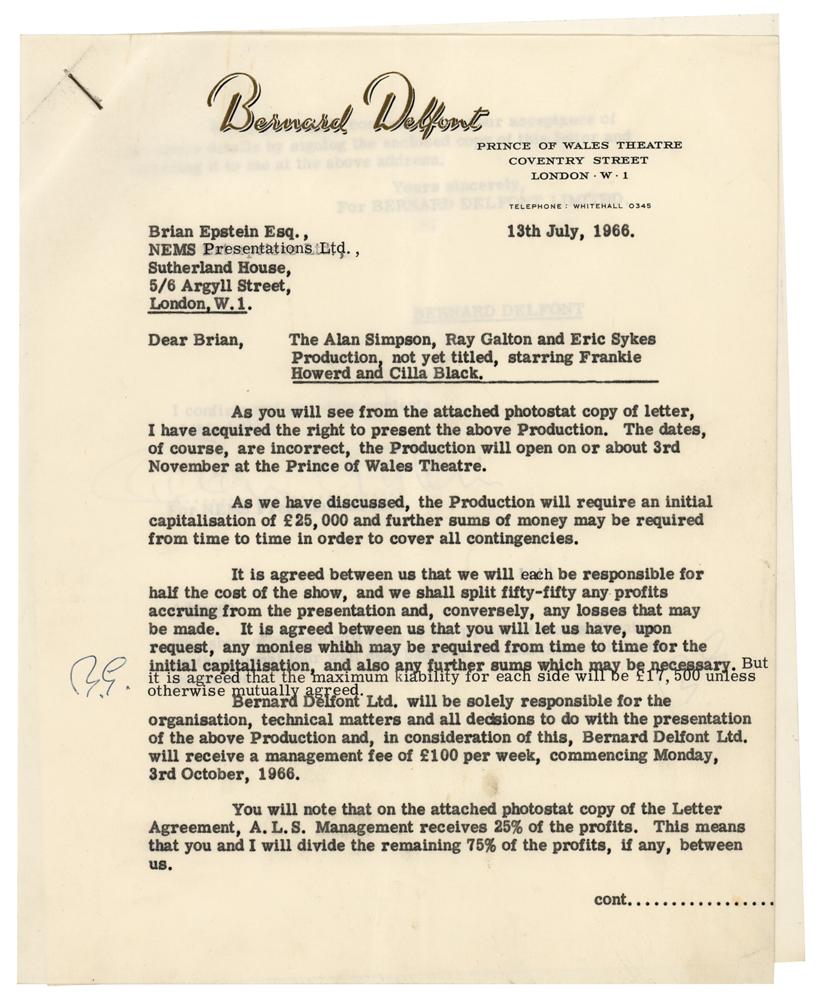 Bernard Delfont
PRINCE OF WALES THEATRE
COVENTRY STREET
LONDON · W · 1
TELEPHONE : WHITEHALL 0345
Brian Epstein Esq.,
13th July, 1966.
NEMS Presentations Ltd.,
Sutherland House,
5/6 Argyll Street,
London, W.1.
Dear Brian,
The Alan Simpson, Ray Galton and Eric Sykes
Production, not yet titled, starring Frankie
Howerd and Cilla Black.
As you will see from the attached photostat copy of letter,
I have acquired the right to present the above Production. The dates,
of course, are incorrect, the Production will open on or about 3rd
November at the Prince of Wales Theatre.
As we have discussed, the Production will require an initial
capitalisation of £25,000 and further sums of money may be required
from time to time in order to cover all contingencies.
It is agreed between us that we will each be responsible for
half the cost of the show, and we shall split fifty-fifty any profits
accruing from the presentation and, conversely, any losses that may
be made. It is agreed between us that you will let us have, upon
request, any monies which may be required from time to time for the
initial capitalisation, and also any further sums which may be necessary. But
it is agreed that the maximum kiability for each side will be £17,500 unless
otherwise mutually agreed.
Bernard Delfont Ltd. will be solely responsible for the
organisation, technical matters and all decisions to do with the presentation
of the above Production and, in consideration of this, Bernard Delfont Ltd.
will receive a management fee of £100 per week, commencing Monday,
3rd October, 1966.
You will note that on the attached photostat copy of the Letter
Agreement, A.L.S. Management receives 25% of the profits. This means
that you and I will divide the remaining 75% of the profits, if any, between
us.
cont.................